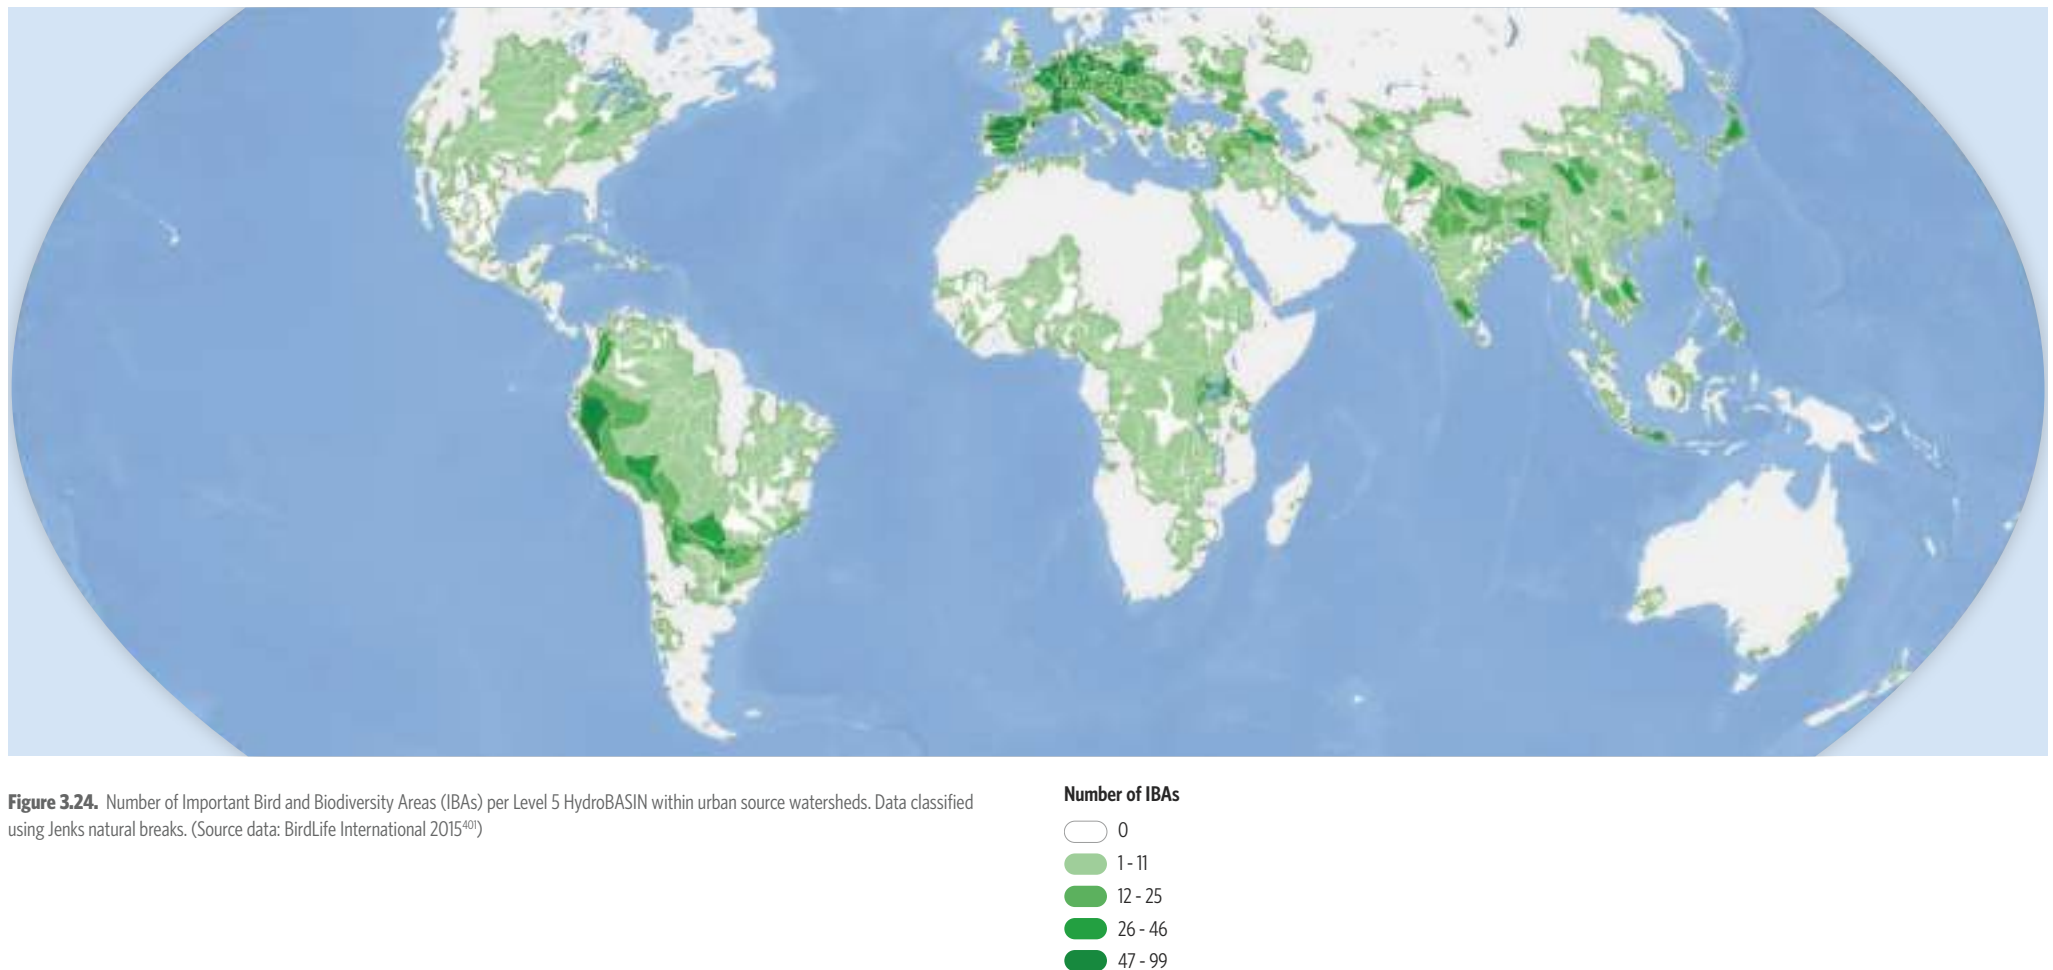 Figure 3.24. Number of Important Bird and Biodiversity Areas (IBAs) per Level 5 HydroBASIN within urban source watersheds. Data classified
using Jenks natural breaks. (Source data: BirdLife International 2015401)
Number of IBAs
0
1 - 11
12 - 25
26 - 46
47 - 99